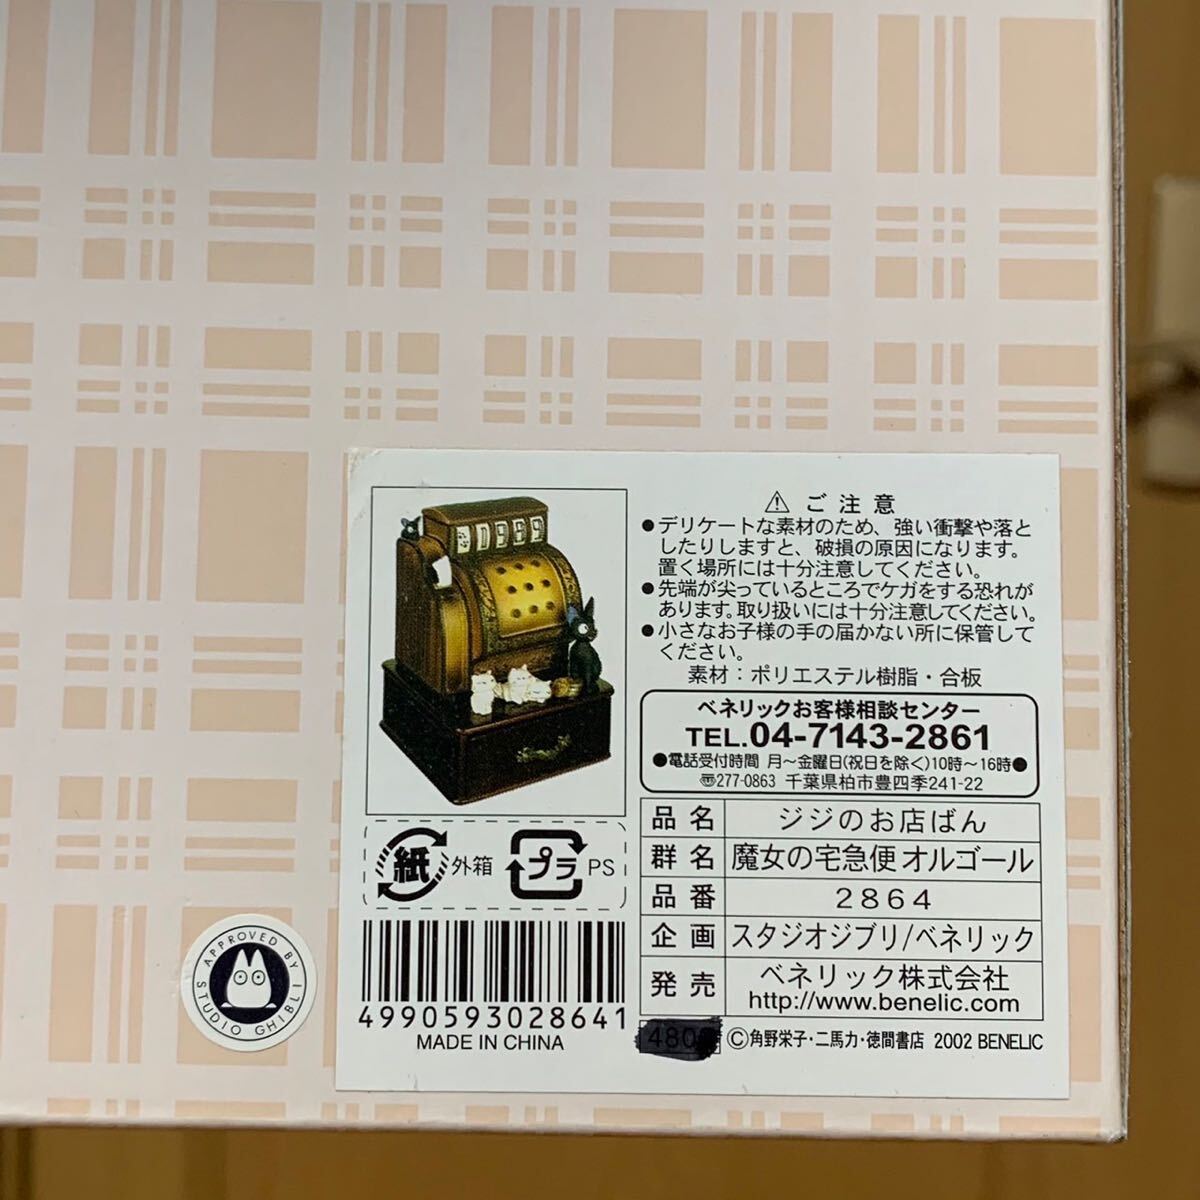 ⚠ ご注意
●デリケートな素材のため、強い衝撃や落と
したりしますと、破損の原因になります。
置く場所には十分注意してください。
●先端が尖っているところでケガをする恐れが
あります。取り扱いには十分注意してください。
●小さなお子様の手の届かない所に保管して
ください。
素材：ポリエステル樹脂・合板
ベネリックお客様相談センター
TEL.04-7143-2861
●電話受付時間 月～金曜日(祝日を除く)10時～16時●
〠277-0863 千葉県柏市豊四季241-22
品名 ジジのお店ばん
群名 魔女の宅急便オルゴール
品番 2864
企画 スタジオジブリ/ベネリック
発売 ベネリック株式会社
http://www.benelic.com
©角野栄子・二馬力・徳間書店 2002 BENELIC
紙 外箱 プラ PS
4990593028641
MADE IN CHINA
APPROVED BY
STUDIO GHIBLI